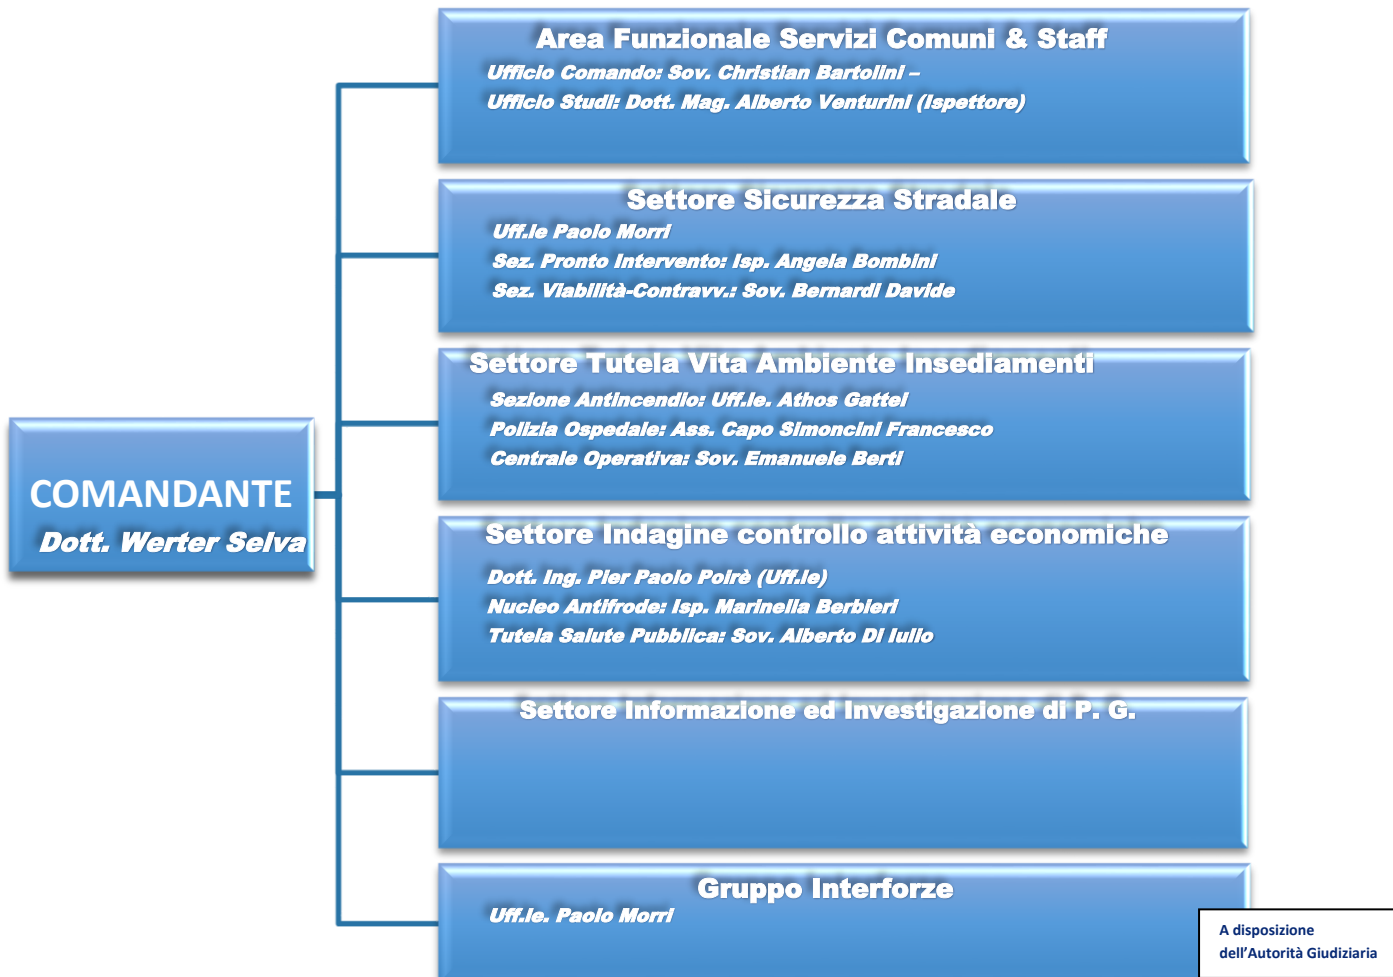 Area Funzionale Servizi Comuni & Staff
Ufficio Comando: Sov. Christian Bartolini –
Ufficio Studi: Dott. Mag. Alberto Venturini (Ispettore)
Settore Sicurezza Stradale
Uff.le Paolo Morri
Sez. Pronto Intervento: Isp. Angela Bombini
Sez. Viabilità-Contravv.: Sov. Bernardi Davide
Settore Tutela Vita Ambiente Insediamenti
Sezione Antincendio: Uff.le. Athos Gattei
Polizia Ospedale: Ass. Capo Simoncini Francesco
Centrale Operativa: Sov. Emanuele Berti
COMANDANTE
Dott. Werter Selva
Settore Indagine controllo attività economiche
Dott. Ing. Pier Paolo Poirè (Uff.le)
Nucleo Antifrode: Isp. Marinella Berbieri
Tutela Salute Pubblica: Sov. Alberto Di Iulio
Settore Informazione ed Investigazione di P. G.
Gruppo Interforze
Uff.le. Paolo Morri
A disposizione
dell’Autorità Giudiziaria